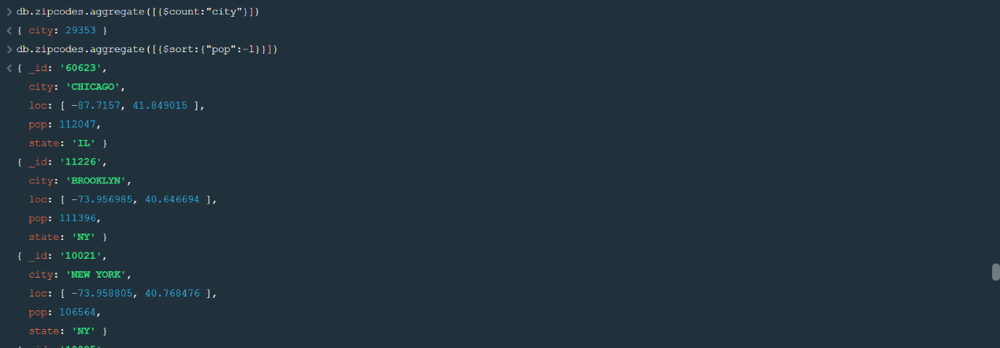 > db.zipcodes.aggregate([{$count:"city"}])
< { city: 29353 }
> db.zipcodes.aggregate([{$sort:{"pop":-1}}])
< { _id: '60623',
city: 'CHICAGO',
loc: [ -87.7157, 41.849015 ],
pop: 112047,
state: 'IL' }
{ _id: '11226',
city: 'BROOKLYN',
loc: [ -73.956985, 40.646694 ],
pop: 111396,
state: 'NY' }
{ _id: '10021',
city: 'NEW YORK',
loc: [ -73.958805, 40.768476 ],
pop: 106564,
state: 'NY' }